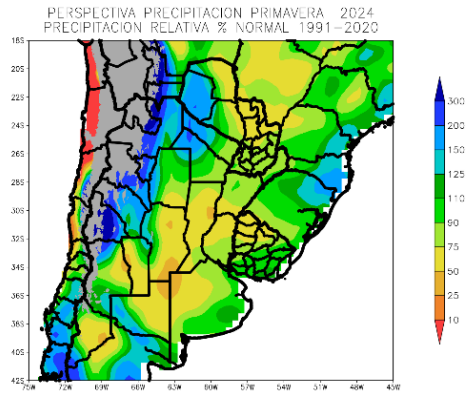 PERSPECTIVA PRECIPITACION PRIMAVERA 2024
PRECIPITACION RELATIVA % NORMAL 1991-2020
18S
20S
22S
24S
26S
28S
30S
32S
34S
36S
38S
40S
42S
75W 72W 69W 66W 63W 60W 57W 54W 51W 48W 45W
300
200
150
125
110
90
75
50
25
10